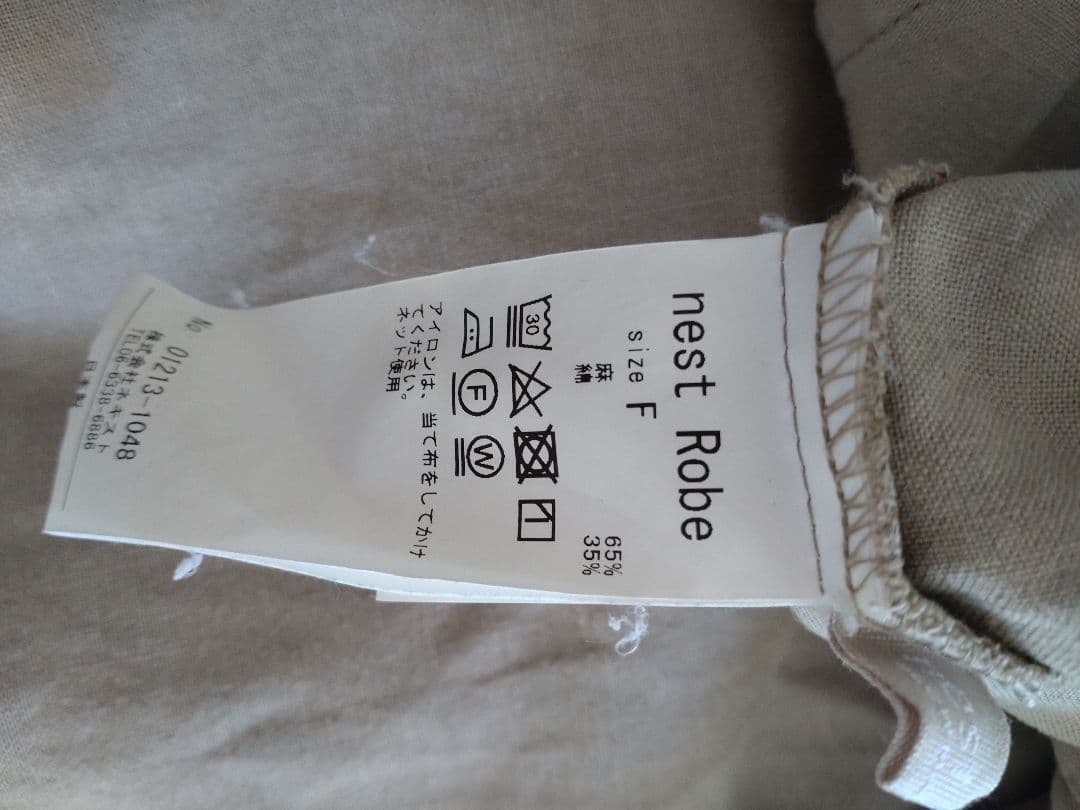 nest Robe
size F
麻 65%
綿 35%
30
F
W
アイロンは、当て布をしてかけ
てください。
ネット使用。
No 01213-1048
株式会社ネキスト
TEL06-6338-6886
日本製